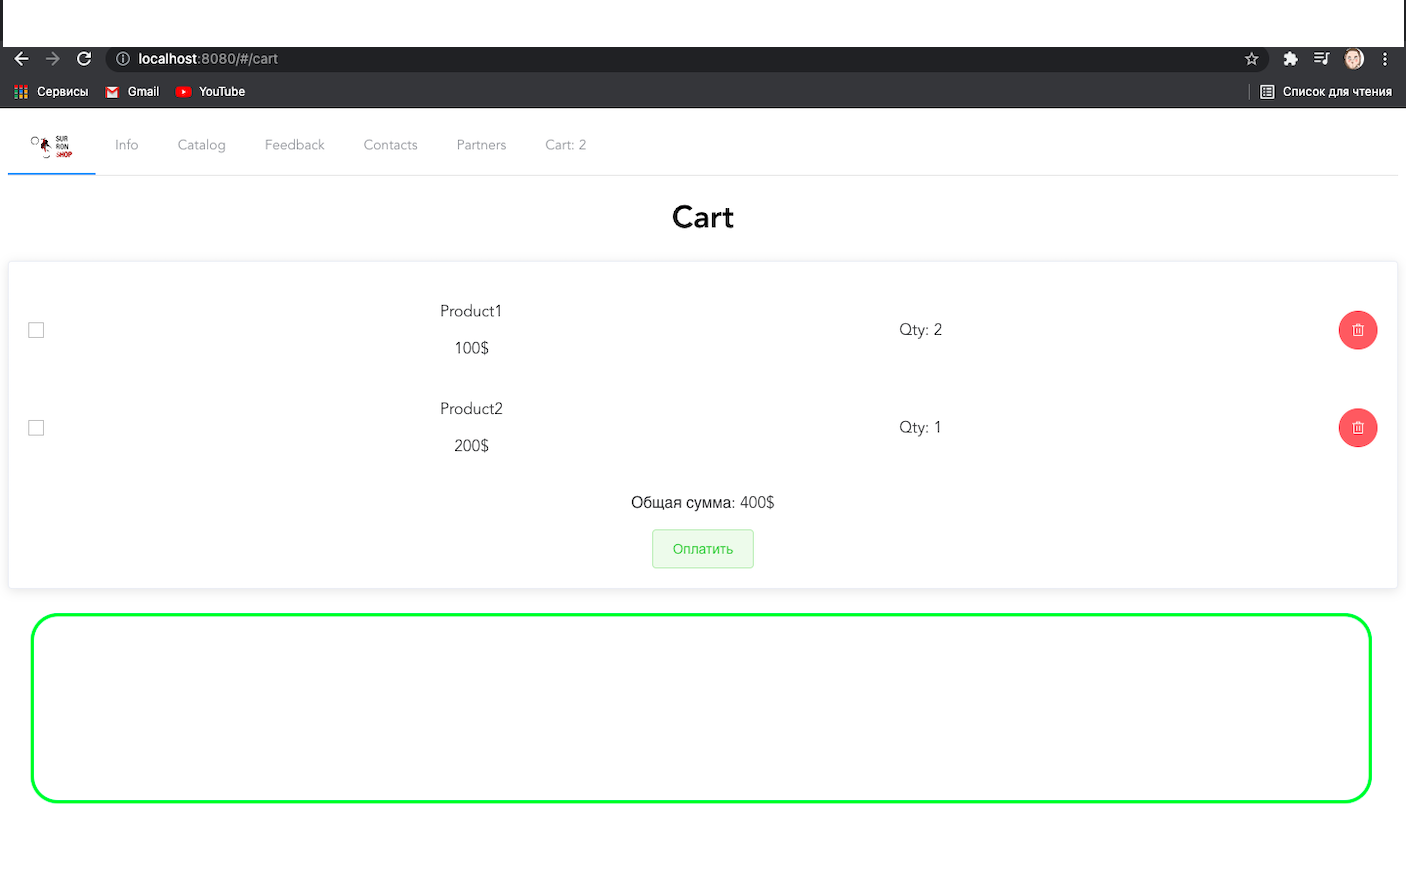 localhost:8080/#/cart
Сервисы Gmail YouTube Список для чтения
SUR
RON
SHOP
Info Catalog Feedback Contacts Partners Cart: 2
Cart
Product1
100$
Qty: 2
Product2
200$
Qty: 1
Общая сумма: 400$
Оплатить